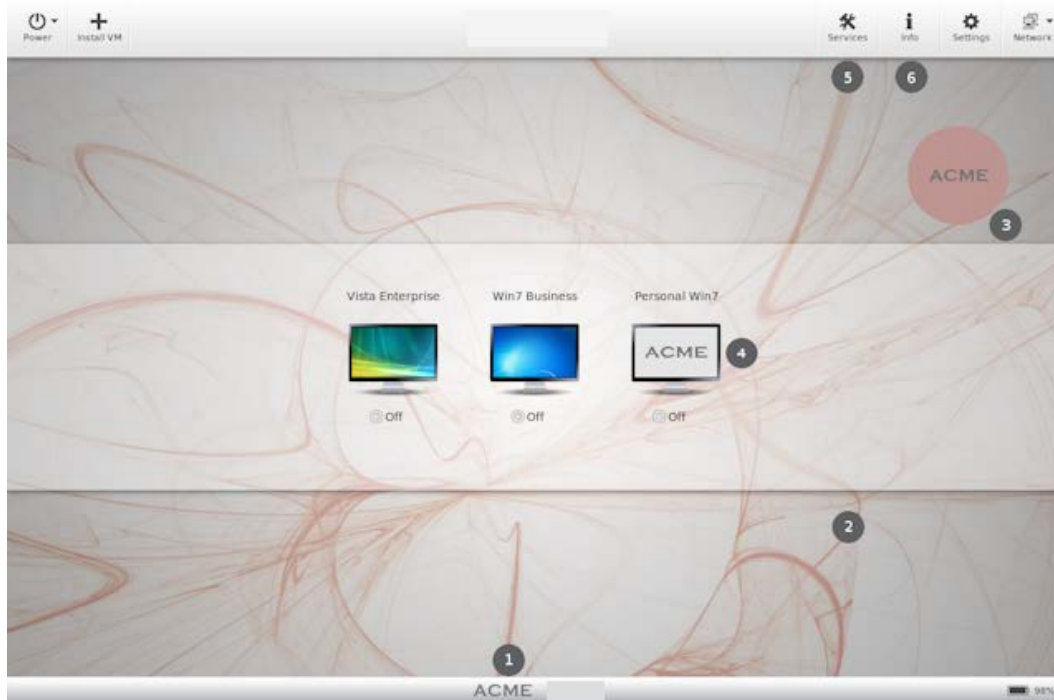 Power
Install VM
Services
Info
Settings
Network
5
6
ACME
3
Vista Enterprise
Win7 Business
Personal Win7
ACME
4
Off
Off
Off
2
1
ACME
98%